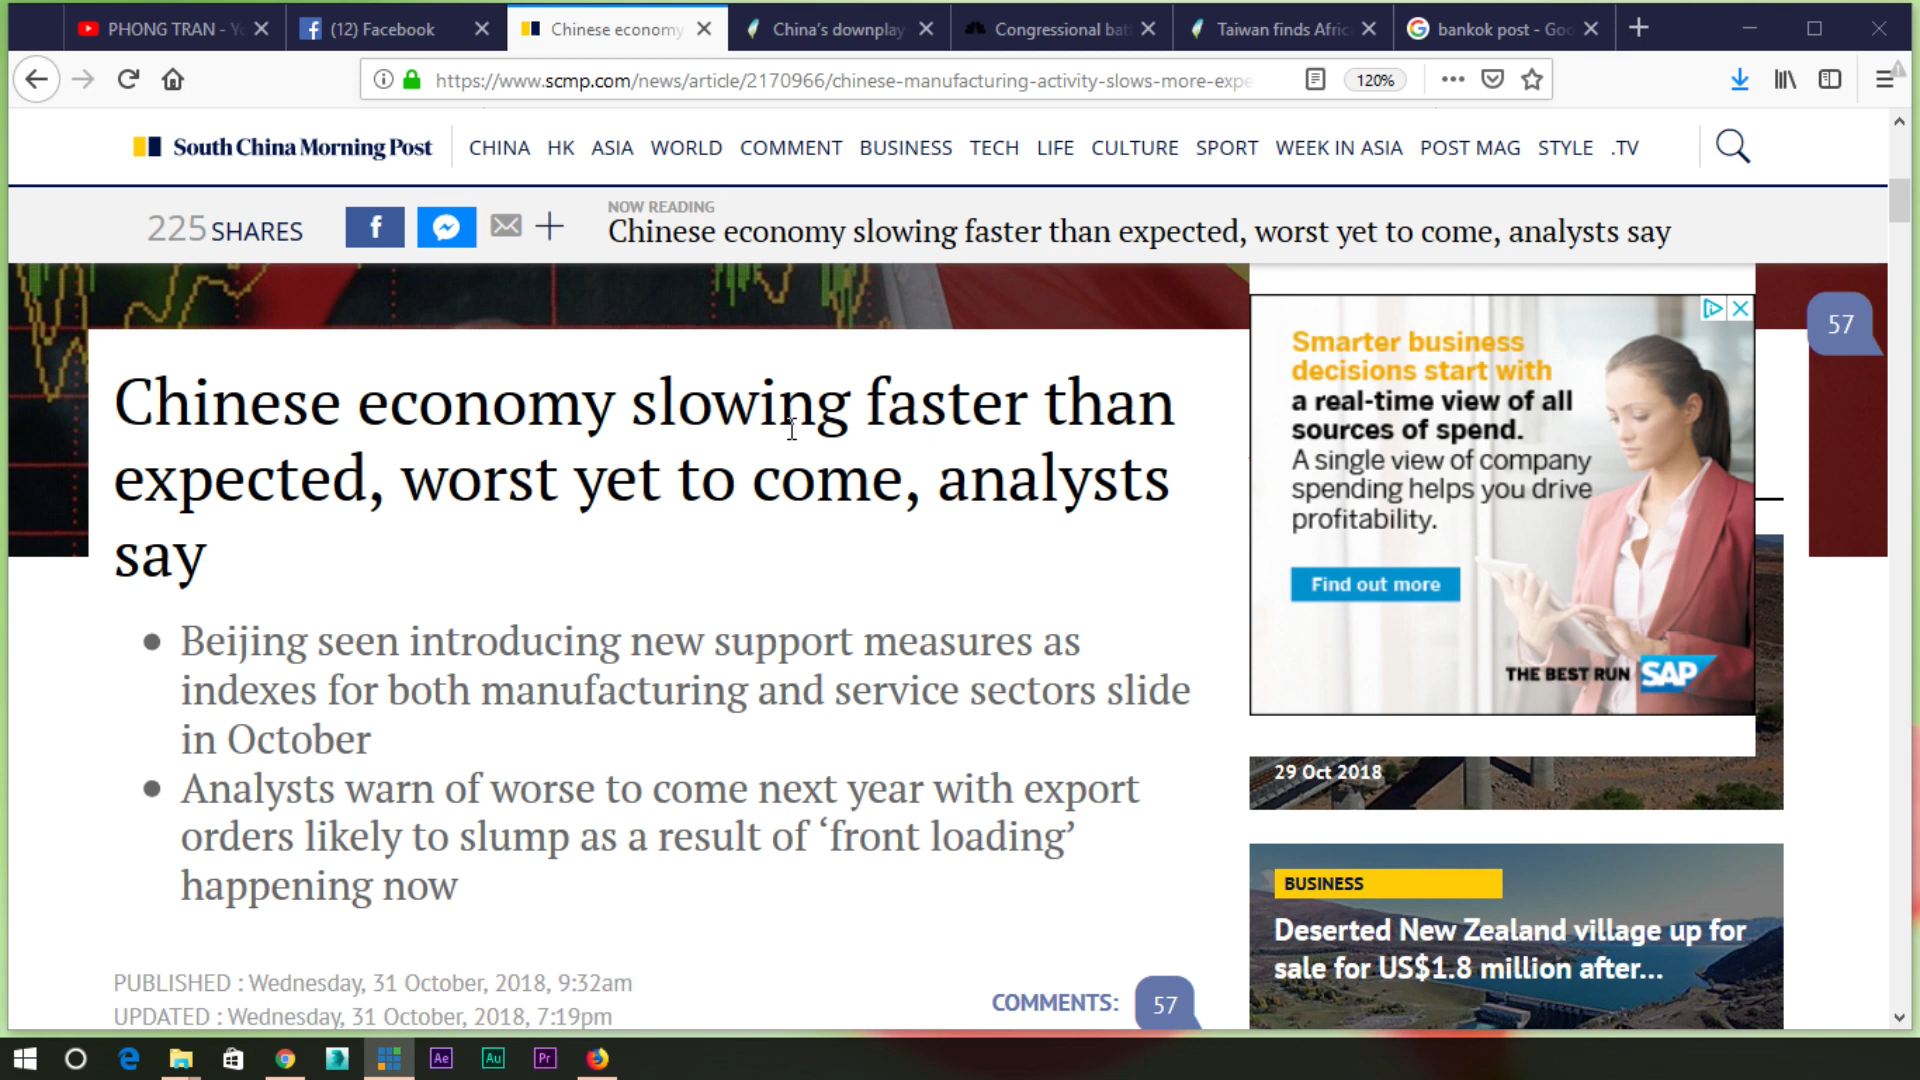 PHONG TRAN - Yo
(12) Facebook
Chinese economy
China's downplay
Congressional bat
Taiwan finds Afric
bankok post - Goo
https://www.scmp.com/news/article/2170966/chinese-manufacturing-activity-slows-more-expe
120%
South China Morning Post
CHINA HK ASIA WORLD COMMENT BUSINESS TECH LIFE CULTURE SPORT WEEK IN ASIA POST MAG STYLE .TV
225 SHARES
NOW READING
Chinese economy slowing faster than expected, worst yet to come, analysts say
57
Chinese economy slowing faster than
expected, worst yet to come, analysts
say
Beijing seen introducing new support measures as
indexes for both manufacturing and service sectors slide
in October
Analysts warn of worse to come next year with export
orders likely to slump as a result of ‘front loading’
happening now
PUBLISHED : Wednesday, 31 October, 2018, 9:32am
UPDATED : Wednesday, 31 October, 2018, 7:19pm
COMMENTS: 57
Smarter business
decisions start with
a real-time view of all
sources of spend.
A single view of company
spending helps you drive
profitability.
Find out more
THE BEST RUN SAP
29 Oct 2018
BUSINESS
Deserted New Zealand village up for
sale for US$1.8 million after...
Ae
Au
Pr